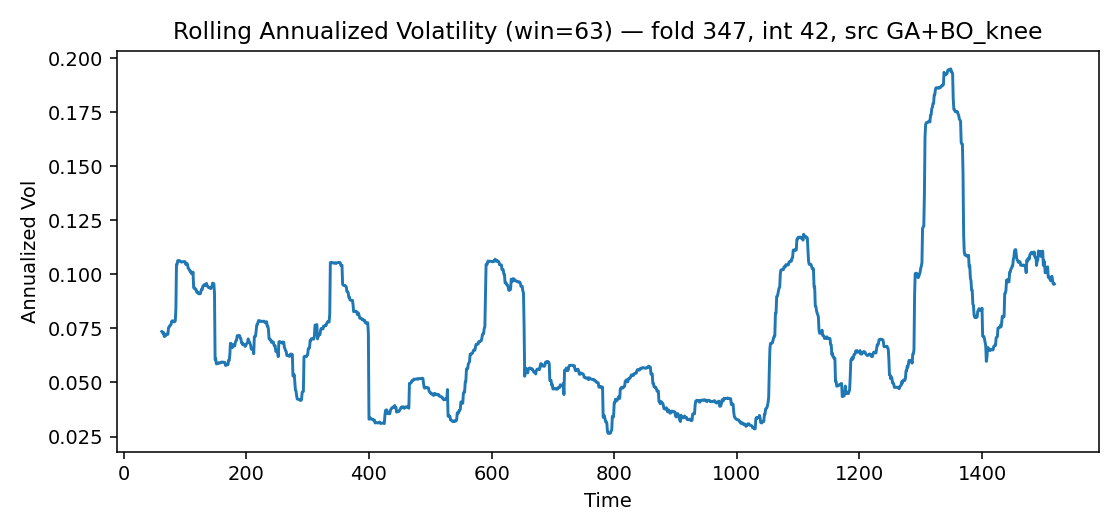 Rolling Annualized Volatility (win=63) — fold 347, int 42, src GA+BO_knee
0.200
0.175
0.150
0.125
0.100
0.075
0.050
0.025
Annualized Vol
0 200 400 600 800 1000 1200 1400
Time